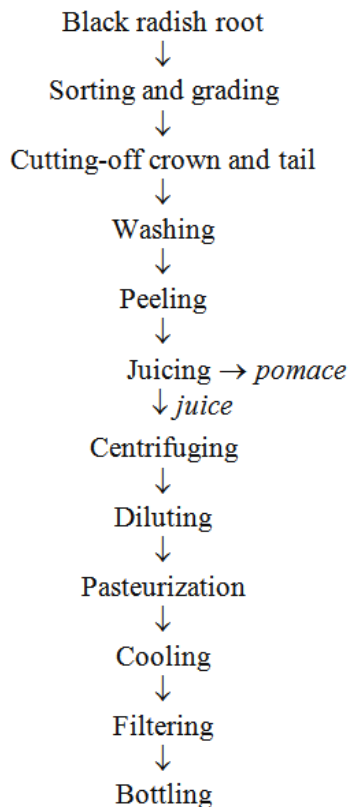 Black radish root
↓
Sorting and grading
↓
Cutting-off crown and tail
↓
Washing
↓
Peeling
↓
Juicing → pomace
↓ juice
Centrifuging
↓
Diluting
↓
Pasteurization
↓
Cooling
↓
Filtering
↓
Bottling